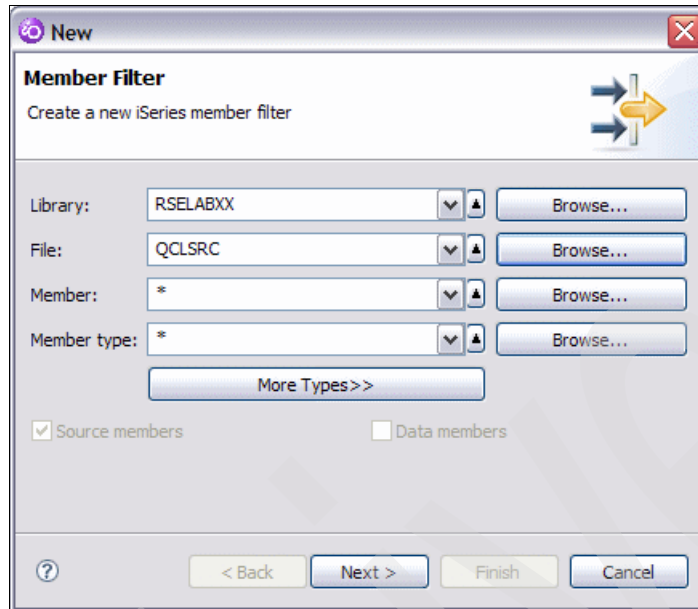 New
Member Filter
Create a new iSeries member filter
Library: RSELABXX Browse...
File: QCLSRC Browse...
Member: * Browse...
Member type: * Browse...
More Types>>
Source members Data members
? < Back Next > Finish Cancel